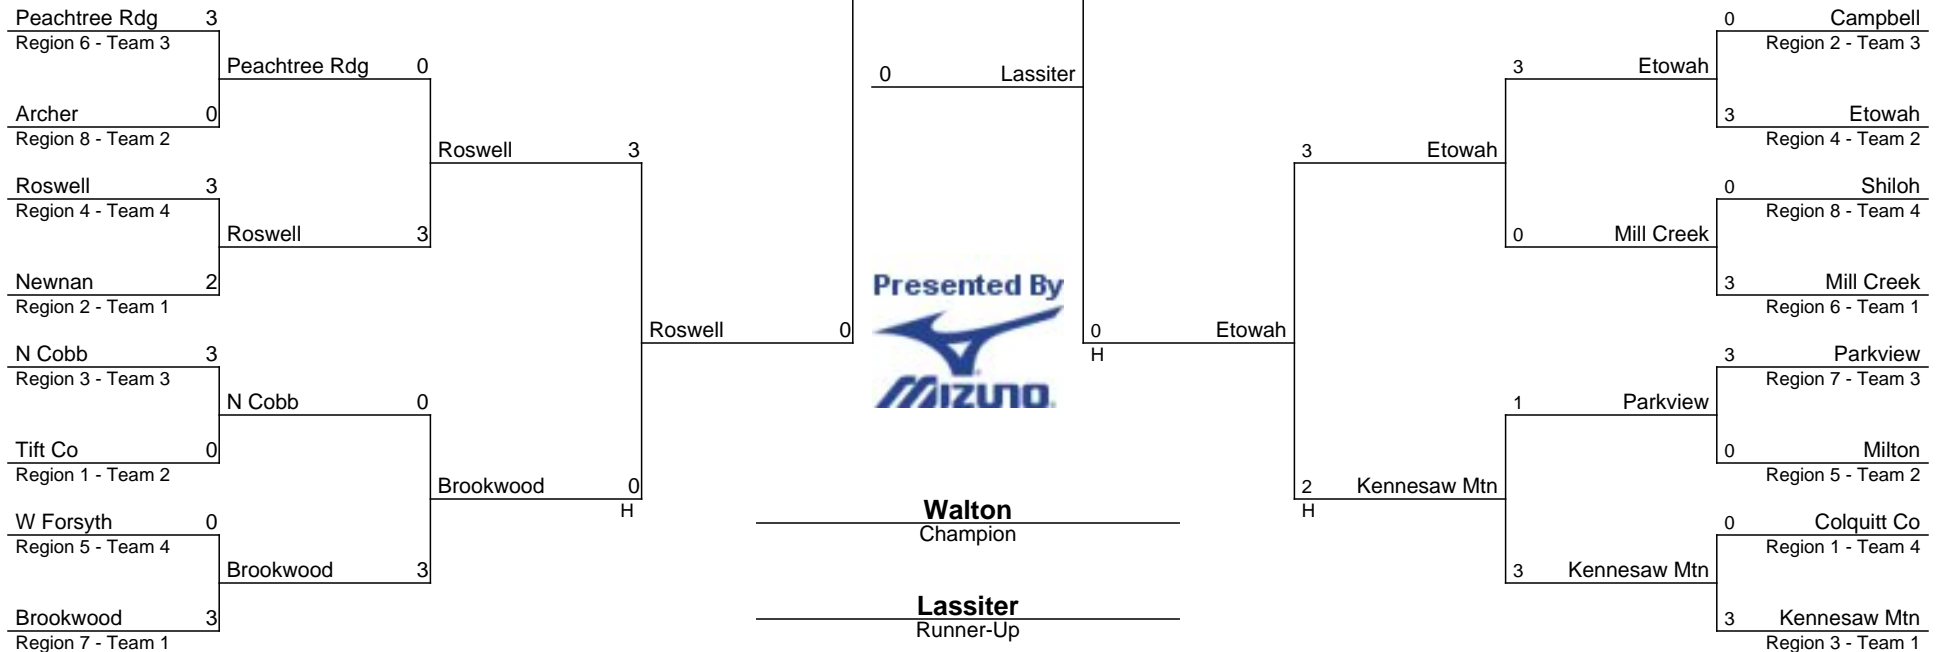 Peachtree Rdg 3
Region 6 - Team 3
Archer 0
Region 8 - Team 2
Roswell 3
Region 4 - Team 4
Newnan 2
Region 2 - Team 1
N Cobb 3
Region 3 - Team 3
Tift Co 0
Region 1 - Team 2
W Forsyth 0
Region 5 - Team 4
Brookwood 3
Region 7 - Team 1
Peachtree Rdg 0
Roswell 3
N Cobb 0
Brookwood 3
Roswell 3
Brookwood 0
H
Roswell 0
0 Lassiter
Presented By
MIZUNO
Walton
Champion
Lassiter
Runner-Up
0 Etowah
H
3 Etowah
2 Kennesaw Mtn
H
3 Etowah
0 Mill Creek
1 Parkview
3 Kennesaw Mtn
0 Campbell
Region 2 - Team 3
3 Etowah
Region 4 - Team 2
0 Shiloh
Region 8 - Team 4
3 Mill Creek
Region 6 - Team 1
3 Parkview
Region 7 - Team 3
0 Milton
Region 5 - Team 2
0 Colquitt Co
Region 1 - Team 4
3 Kennesaw Mtn
Region 3 - Team 1